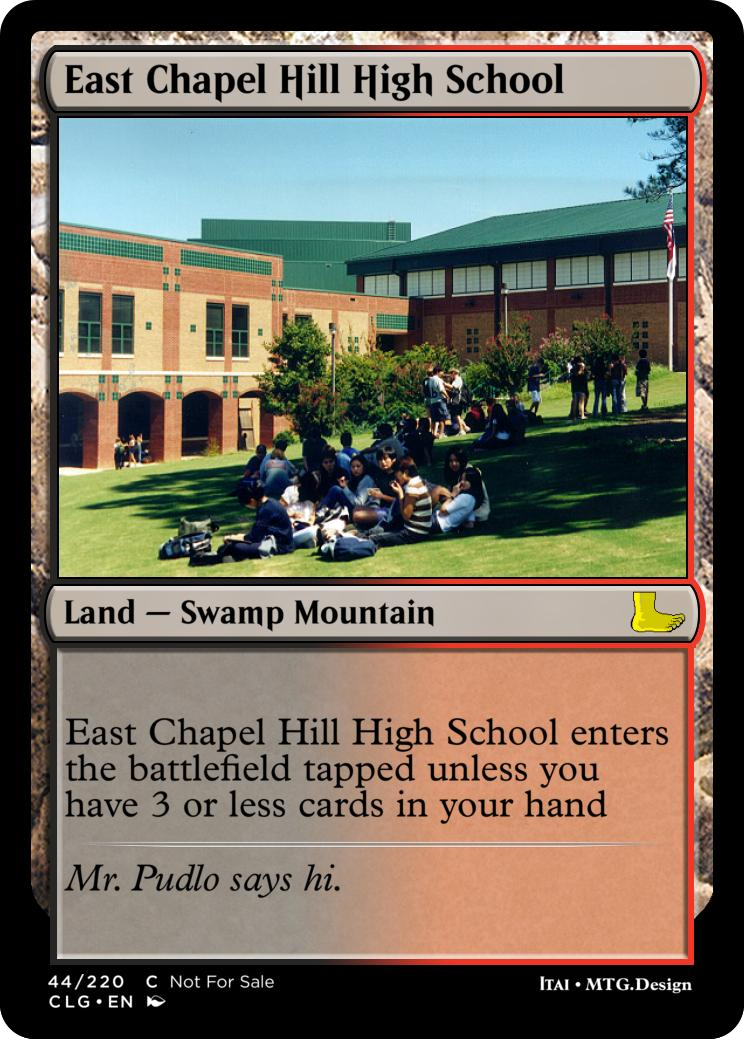 East Chapel Hill High School
Land — Swamp Mountain
East Chapel Hill High School enters
the battlefield tapped unless you
have 3 or less cards in your hand
Mr. Pudlo says hi.
44/220 C Not For Sale
CLG • EN
Itai • MTG.Design